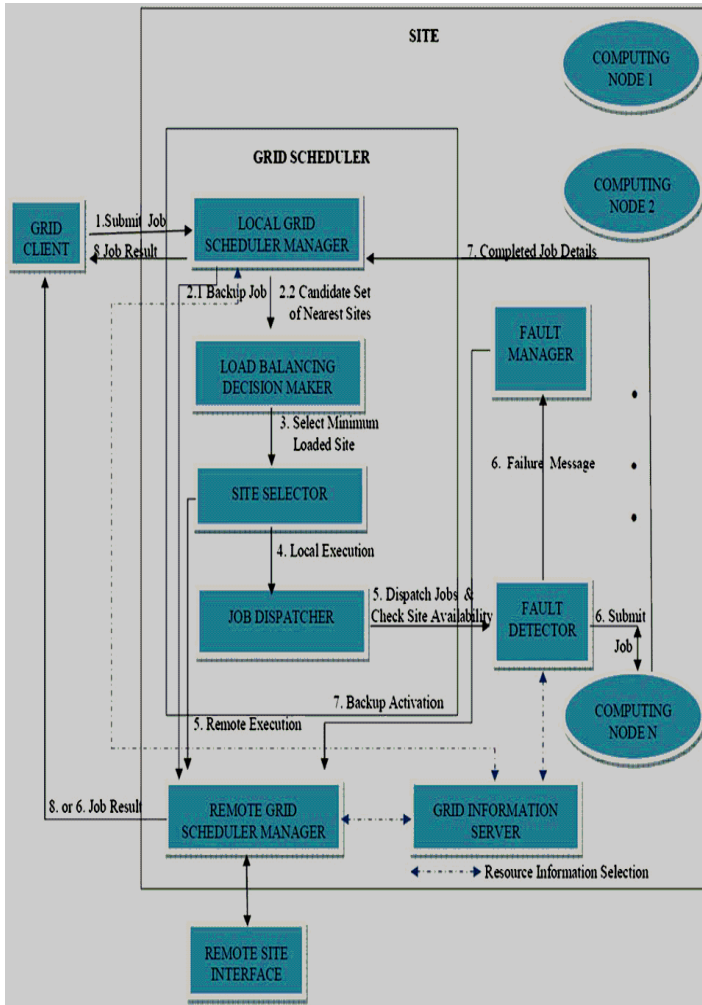 SITE
COMPUTING
NODE 1
GRID SCHEDULER
COMPUTING
NODE 2
GRID
CLIENT
1.Submit Job
8 Job Result
LOCAL GRID
SCHEDULER MANAGER
7. Completed Job Details
2.1 Backup Job
2.2 Candidate Set
of Nearest Sites
FAULT
MANAGER
LOAD BALANCING
DECISION MAKER
3. Select Minimum
Loaded Site
6. Failure Message
SITE SELECTOR
4. Local Execution
JOB DISPATCHER
5. Dispatch Jobs &
Check Site Availability
FAULT
DETECTOR
6. Submit
Job
7. Backup Activation
5. Remote Execution
COMPUTING
NODE N
8. or 6. Job Result
REMOTE GRID
SCHEDULER MANAGER
GRID INFORMATION
SERVER
Resource Information Selection
REMOTE SITE
INTERFACE